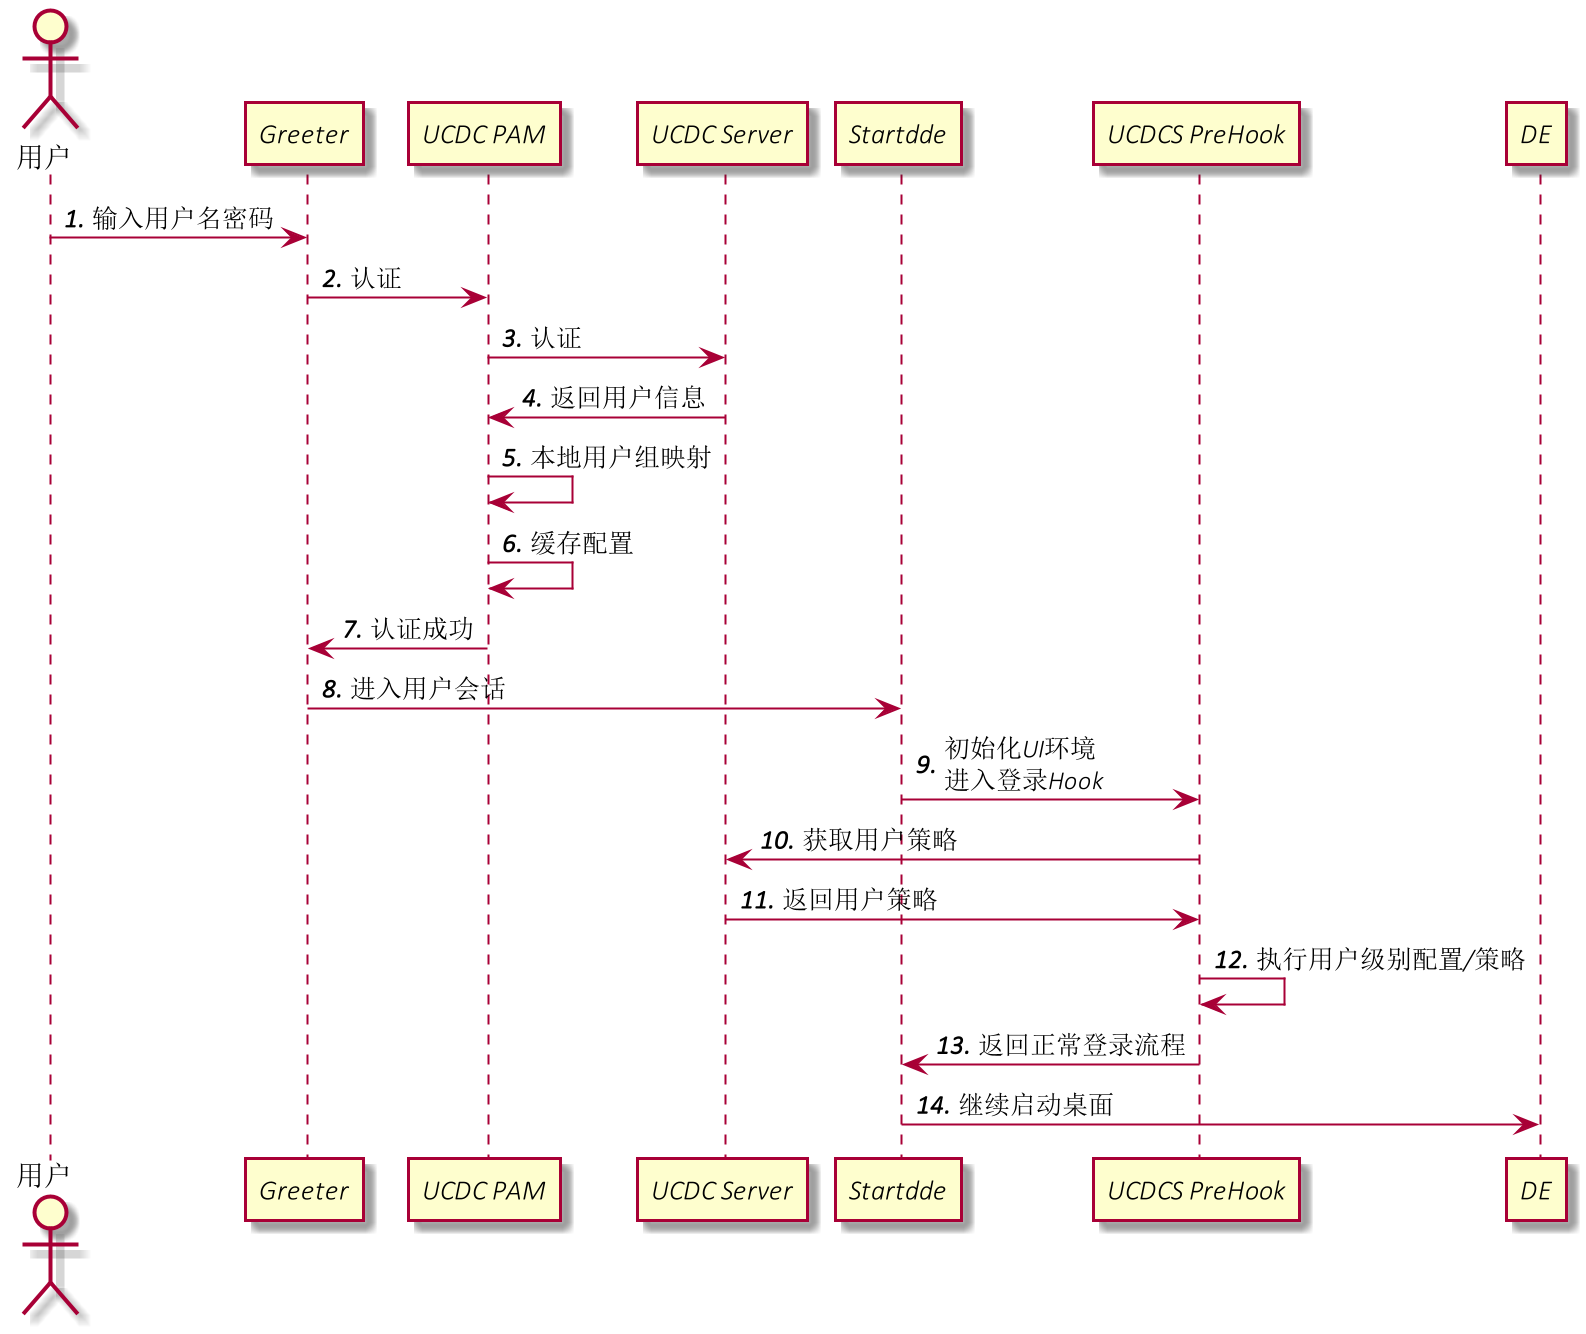 用户
Greeter
UCDC PAM
UCDC Server
Startdde
UCDCS PreHook
DE
1. 输入用户名密码
2. 认证
3. 认证
4. 返回用户信息
5. 本地用户组映射
6. 缓存配置
7. 认证成功
8. 进入用户会话
9. 初始化UI环境
进入登录Hook
10. 获取用户策略
11. 返回用户策略
12. 执行用户级别配置/策略
13. 返回正常登录流程
14. 继续启动桌面
用户
Greeter
UCDC PAM
UCDC Server
Startdde
UCDCS PreHook
DE